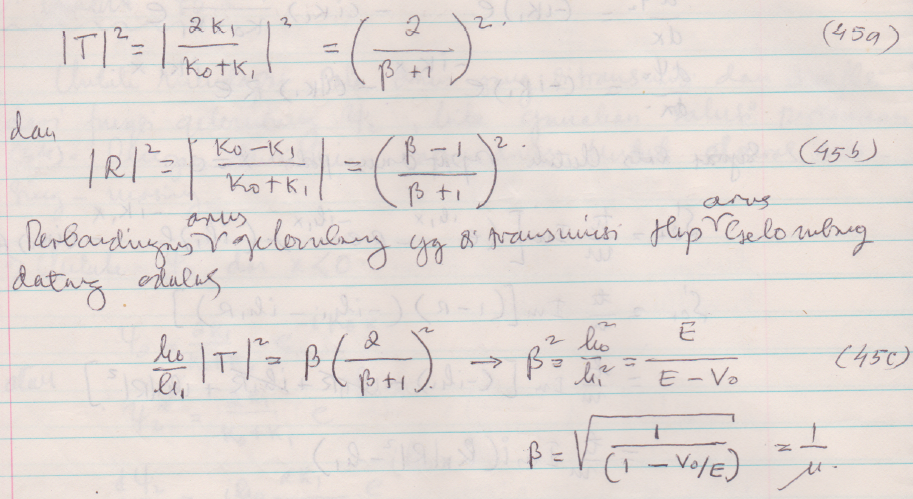 |T|² = |2K₁ / (K₀+K₁)|² = (2 / (β+1))². (45a)
dan
|R|² = |(K₀−K₁) / (K₀+K₁)| = ((β−1) / (β+1))². (45b)
arus arus
Perbandingan gelombang yg di transmisi thp gelombang
datang adalah
k₀/k₁ |T|² = β (2 / (β+1))² → β² = k₀²/k₁² = E / (E − V₀) (45c)
β = √(1 / (1 − V₀/E)) = 1/μ.